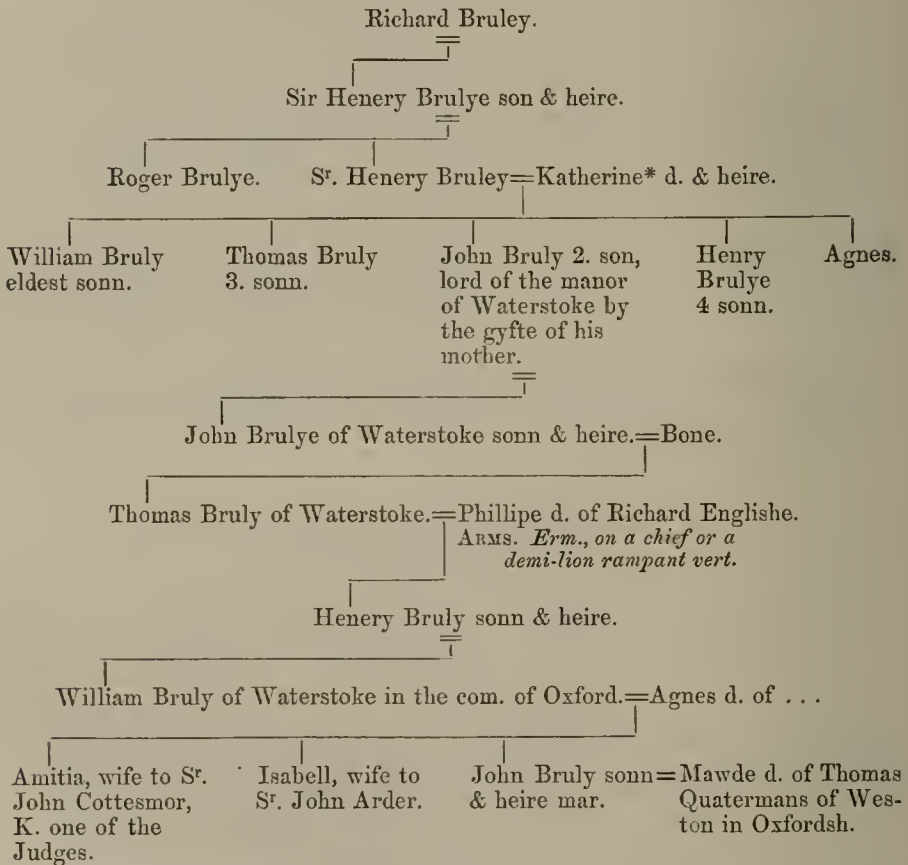 Richard Bruley.
Sir Henery Brulye son & heire.
Roger Brulye. Sr. Henery Bruley=Katherine* d. & heire.
William Bruly
eldest sonn.
Thomas Bruly
3. sonn.
John Bruly 2. son,
lord of the manor
of Waterstoke by
the gyfte of his
mother.
Henry
Brulye
4 sonn.
Agnes.
John Brulye of Waterstoke sonn & heire.=Bone.
Thomas Bruly of Waterstoke.=Phillipe d. of Richard Englishe.
ARMS. Erm., on a chief or a
demi-lion rampant vert.
Henery Bruly sonn & heire.
William Bruly of Waterstoke in the com. of Oxford.=Agnes d. of . . .
Amitia, wife to Sr.
John Cottesmor,
K. one of the
Judges.
Isabell, wife to
Sr. John Arder.
John Bruly sonn
& heire mar.
= Mawde d. of Thomas
Quatermans of Wes-
ton in Oxfordsh.